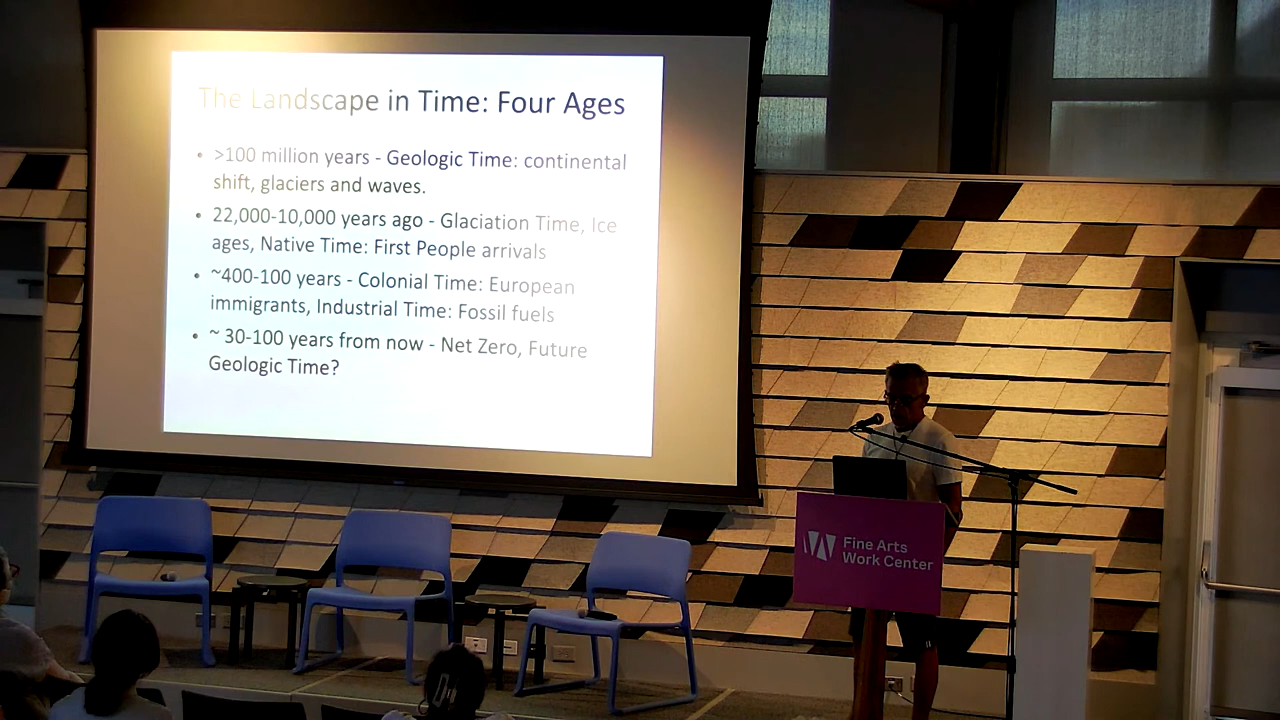 The Landscape in Time: Four Ages
• >100 million years - Geologic Time: continental
shift, glaciers and waves.
• 22,000-10,000 years ago - Glaciation Time, Ice
ages, Native Time: First People arrivals
• ~400-100 years - Colonial Time: European
immigrants, Industrial Time: Fossil fuels
• ~ 30-100 years from now - Net Zero, Future
Geologic Time?
Fine Arts
Work Center